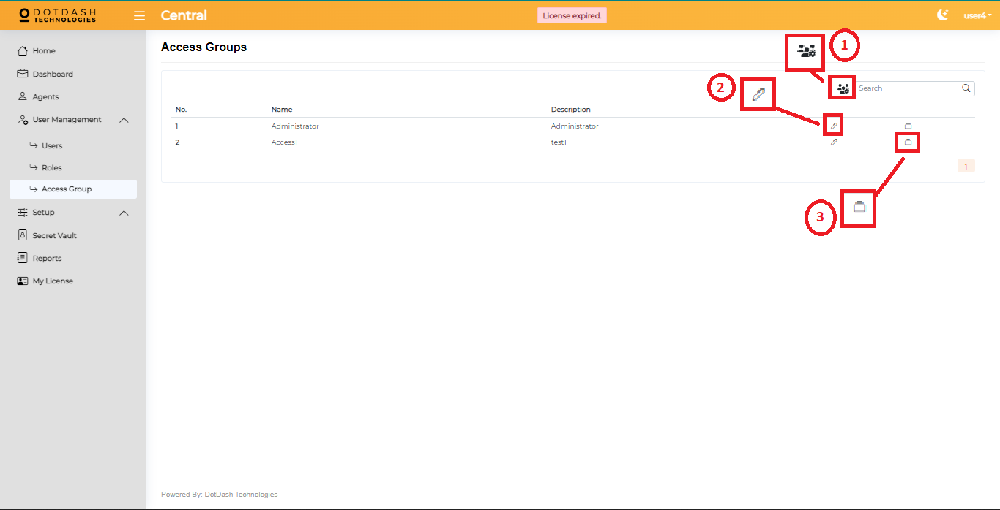 DOTDASH
TECHNOLOGIES
Central
License expired.
user4
Home
Dashboard
Agents
User Management
Users
Roles
Access Group
Setup
Secret Vault
Reports
My License
Access Groups
1
2
Search
No. Name Description
1 Administrator Administrator
2 Access1 test1
1
3
Powered By: DotDash Technologies